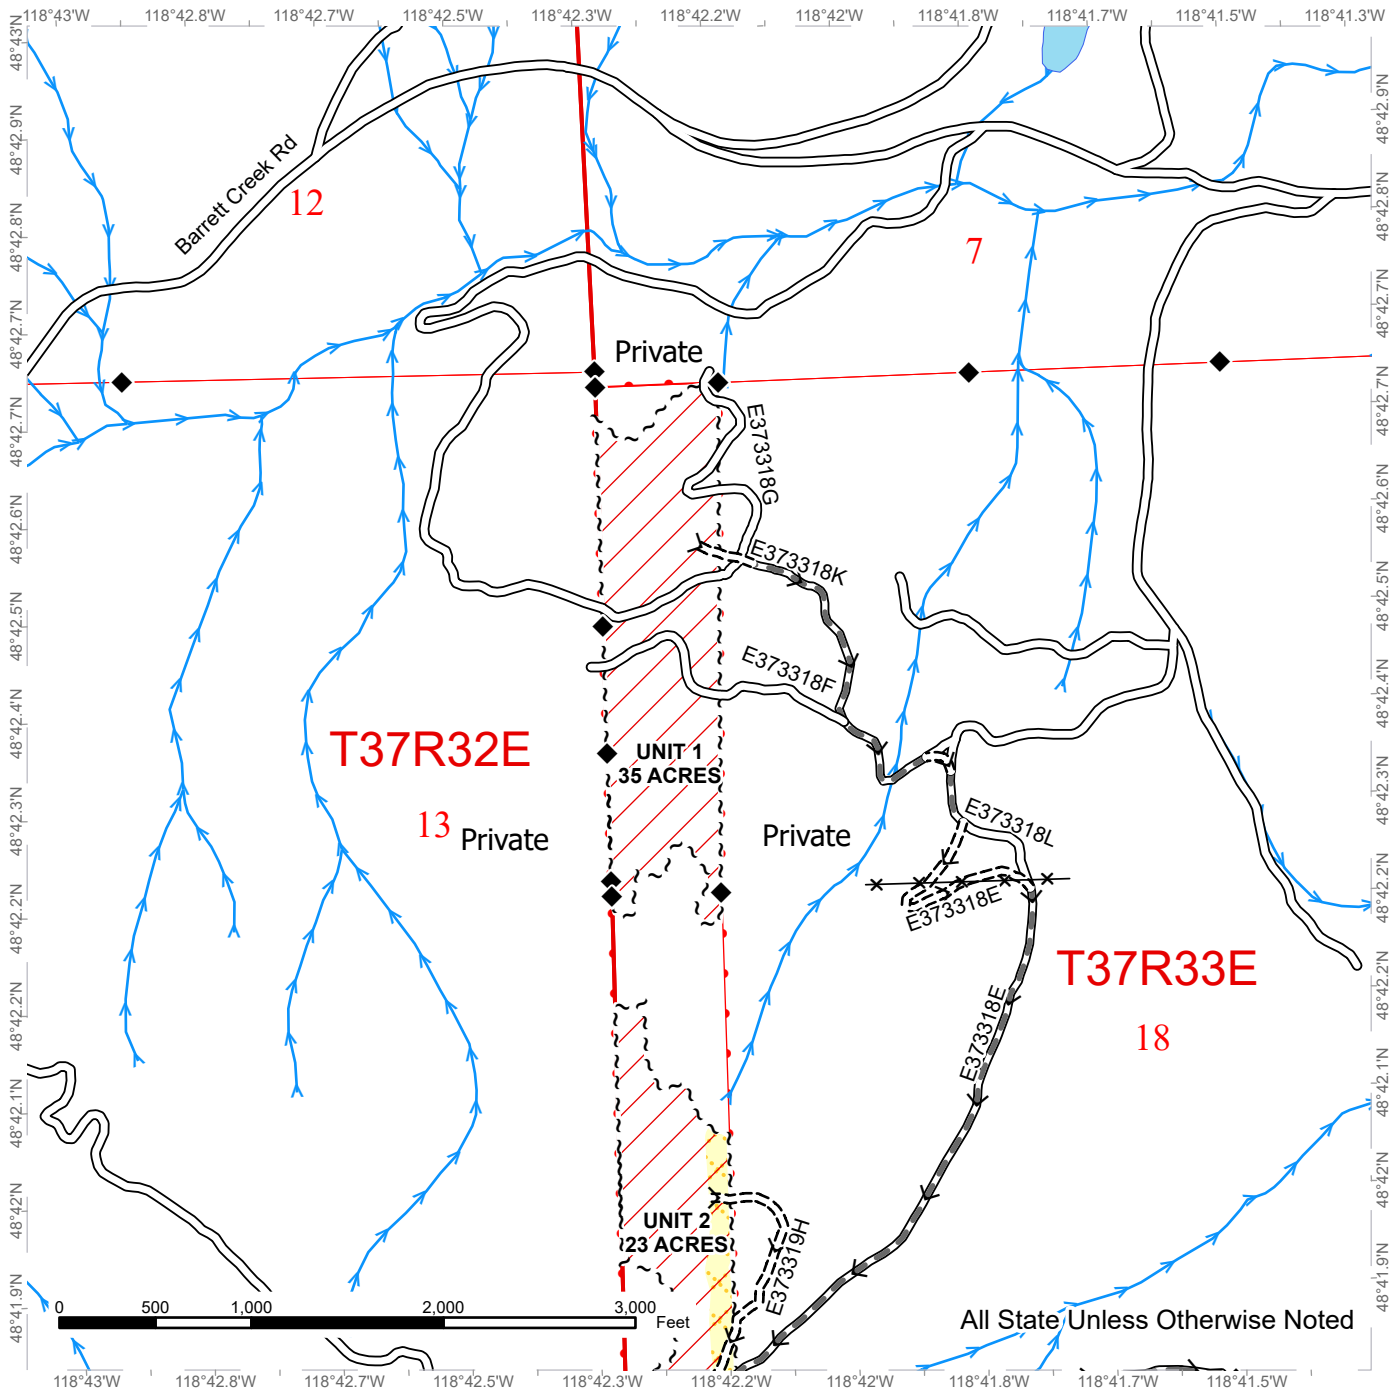 118°43'W 118°42.8'W 118°42.7'W 118°42.5'W 118°42.3'W 118°42.2'W 118°42'W 118°41.8'W 118°41.7'W 118°41.5'W 118°41.3'W
48°43'N
48°42.9'N
48°42.8'N
48°42.7'N
48°42.7'N
48°42.6'N
48°42.5'N
48°42.4'N
48°42.3'N
48°42.2'N
48°42.2'N
48°42.1'N
48°42'N
48°41.9'N
48°42.9'N
48°42.8'N
48°42.7'N
48°42.7'N
48°42.6'N
48°42.5'N
48°42.4'N
48°42.3'N
48°42.2'N
48°42.2'N
48°42.1'N
48°42'N
48°41.9'N
Barrett Creek Rd
12
7
Private
E373318G
E373318K
E373318F
T37R32E
UNIT 1
35 ACRES
13
Private
Private
E373318L
E373318E
T37R33E
E373318E
18
UNIT 2
23 ACRES
E373319H
0 500 1,000 2,000 3,000
Feet
All State Unless Otherwise Noted
118°43'W 118°42.8'W 118°42.7'W 118°42.5'W 118°42.3'W 118°42.2'W 118°42'W 118°41.8'W 118°41.7'W 118°41.5'W 118°41.3'W